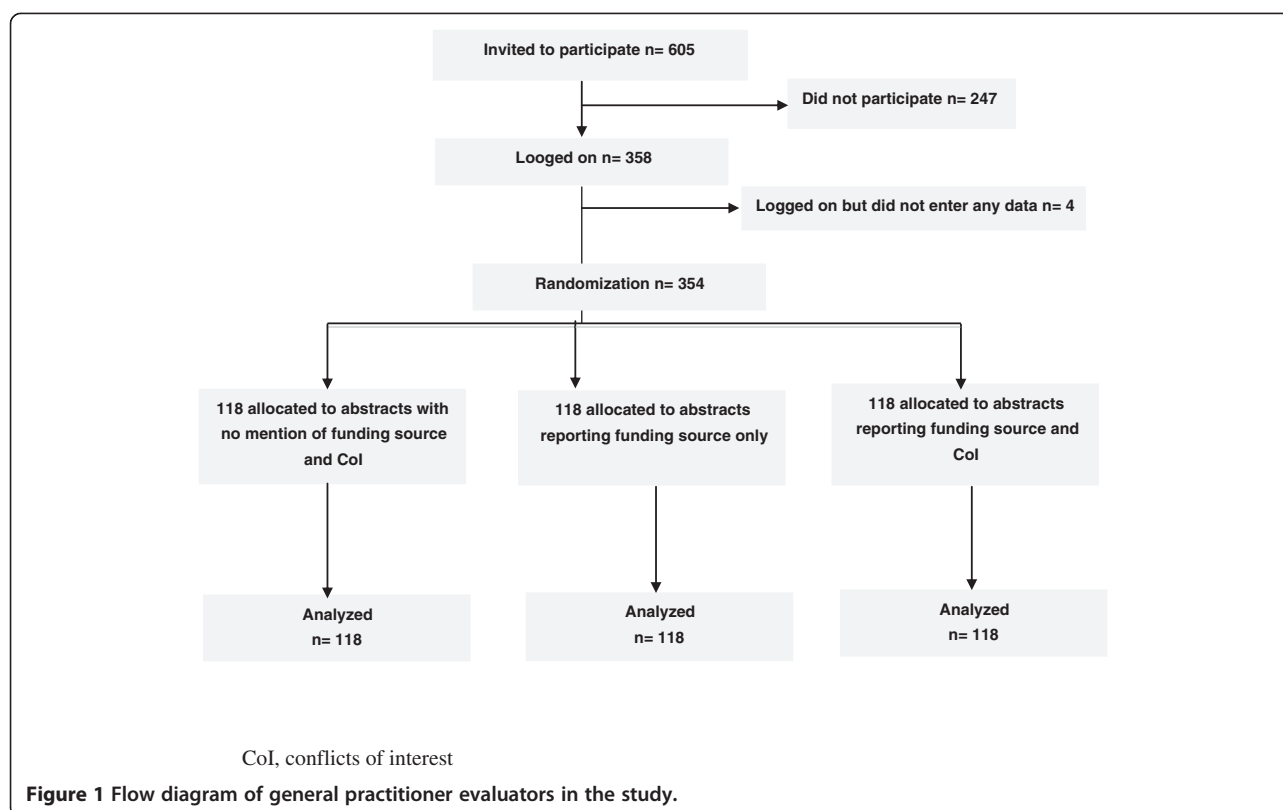 Invited to participate n= 605
Did not participate n= 247
Looged on n= 358
Logged on but did not enter any data n= 4
Randomization n= 354
118 allocated to abstracts with
no mention of funding source
and CoI
118 allocated to abstracts
reporting funding source only
118 allocated to abstracts
reporting funding source and
CoI
Analyzed
n= 118
Analyzed
n= 118
Analyzed
n= 118
CoI, conflicts of interest
Figure 1 Flow diagram of general practitioner evaluators in the study.